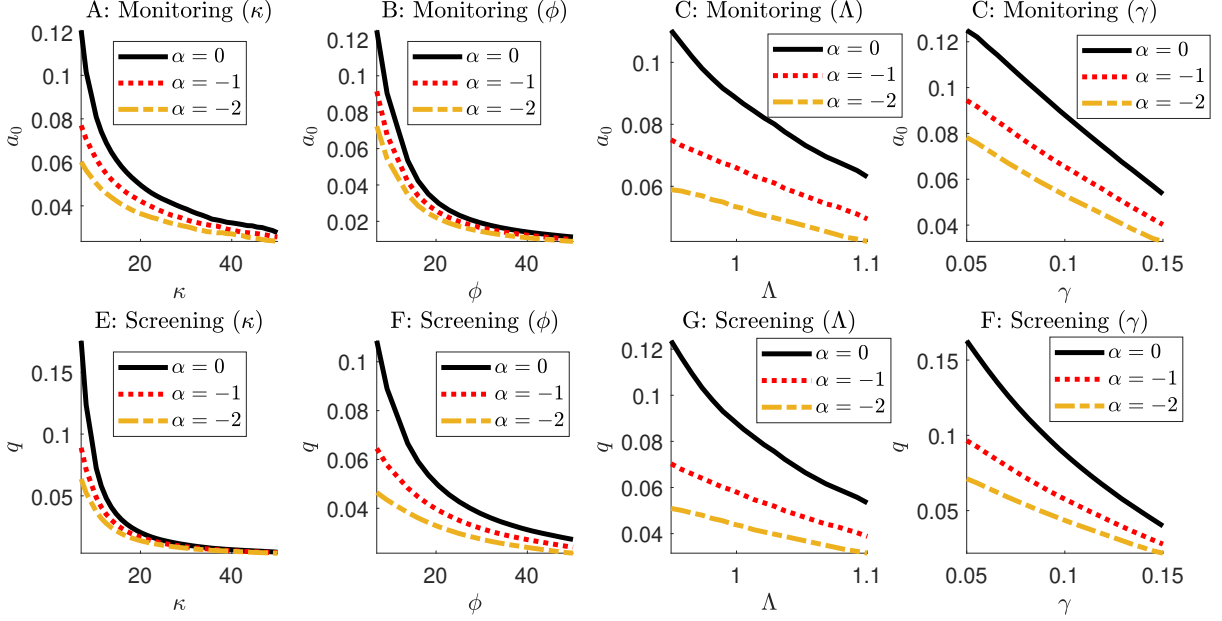 A: Monitoring (κ)
α = 0
α = −1
α = −2
0.12
0.1
0.08
0.06
0.04
a₀
20
40
κ
B: Monitoring (ϕ)
α = 0
α = −1
α = −2
0.12
0.1
0.08
0.06
0.04
0.02
a₀
20
40
ϕ
C: Monitoring (Λ)
α = 0
α = −1
α = −2
0.1
0.08
0.06
a₀
1
1.1
Λ
C: Monitoring (γ)
α = 0
α = −1
α = −2
0.12
0.1
0.08
0.06
0.04
a₀
0.05
0.1
0.15
γ
E: Screening (κ)
α = 0
α = −1
α = −2
0.15
0.1
0.05
q
20
40
κ
F: Screening (ϕ)
α = 0
α = −1
α = −2
0.1
0.08
0.06
0.04
q
20
40
ϕ
G: Screening (Λ)
α = 0
α = −1
α = −2
0.12
0.1
0.08
0.06
0.04
q
1
1.1
Λ
F: Screening (γ)
α = 0
α = −1
α = −2
0.15
0.1
0.05
q
0.05
0.1
0.15
γ